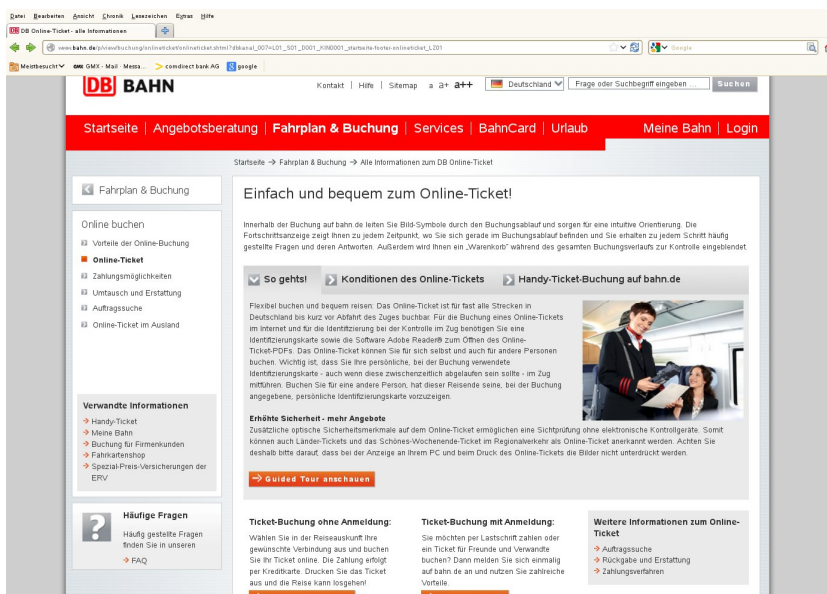 Datei Bearbeiten Ansicht Chronik Lesezeichen Extras Hilfe
DB Online-Ticket - alle Informationen
www.bahn.de/p/view/buchung/onlineticket/onlineticket.shtml?dbkanal_007=L01_S01_D001_KIN0001_startseite-footer-onlineticket_LZ01
Google
Meistbesucht GMX - Mail - Messa... comdirect bank AG google
DB BAHN
Kontakt | Hilfe | Sitemap a a+ a++ Deutschland Frage oder Suchbegriff eingeben ... Suchen
Startseite | Angebotsberatung | Fahrplan & Buchung | Services | BahnCard | Urlaub Meine Bahn | Login
Startseite → Fahrplan & Buchung → Alle Informationen zum DB Online-Ticket
Fahrplan & Buchung
Online buchen
Vorteile der Online-Buchung
Online-Ticket
Zahlungsmöglichkeiten
Umtausch und Erstattung
Auftragssuche
Online-Ticket im Ausland
Verwandte Informationen
→ Handy-Ticket
→ Meine Bahn
→ Buchung für Firmenkunden
→ Fahrkartenshop
→ Spezial-Preis-Versicherungen der
ERV
?
Häufige Fragen
Häufig gestellte Fragen
finden Sie in unseren
→ FAQ
Einfach und bequem zum Online-Ticket!
Innerhalb der Buchung auf bahn.de leiten Sie Bild-Symbole durch den Buchungsablauf und sorgen für eine intuitive Orientierung. Die
Fortschrittsanzeige zeigt Ihnen zu jedem Zeitpunkt, wo Sie sich gerade im Buchungsablauf befinden und Sie erhalten zu jedem Schritt häufig
gestellte Fragen und deren Antworten. Außerdem wird Ihnen ein „Warenkorb" während des gesamten Buchungsverlaufs zur Kontrolle eingeblendet.
So gehts! Konditionen des Online-Tickets Handy-Ticket-Buchung auf bahn.de
Flexibel buchen und bequem reisen: Das Online-Ticket ist für fast alle Strecken in
Deutschland bis kurz vor Abfahrt des Zuges buchbar. Für die Buchung eines Online-Tickets
im Internet und für die Identifizierung bei der Kontrolle im Zug benötigen Sie eine
Identifizierungskarte sowie die Software Adobe Reader® zum Öffnen des Online-
Ticket-PDFs. Das Online-Ticket können Sie für sich selbst und auch für andere Personen
buchen. Wichtig ist, dass Sie Ihre persönliche, bei der Buchung verwendete
Identifizierungskarte - auch wenn diese zwischenzeitlich abgelaufen sein sollte - im Zug
mitführen. Buchen Sie für eine andere Person, hat dieser Reisende seine, bei der Buchung
angegebene, persönliche Identifizierungskarte vorzuzeigen.
Erhöhte Sicherheit - mehr Angebote
Zusätzliche optische Sicherheitsmerkmale auf dem Online-Ticket ermöglichen eine Sichtprüfung ohne elektronische Kontrollgeräte. Somit
können auch Länder-Tickets und das Schönes-Wochenende-Ticket im Regionalverkehr als Online-Ticket anerkannt werden. Achten Sie
deshalb bitte darauf, dass bei der Anzeige an Ihrem PC und beim Druck des Online-Tickets die Bilder nicht unterdrückt werden.
→ Guided Tour anschauen
Ticket-Buchung ohne Anmeldung:
Wählen Sie in der Reiseauskunft Ihre
gewünschte Verbindung aus und buchen
Sie Ihr Ticket online. Die Zahlung erfolgt
per Kreditkarte. Drucken Sie das Ticket
aus und die Reise kann losgehen!
Ticket-Buchung mit Anmeldung:
Sie möchten per Lastschrift zahlen oder
ein Ticket für Freunde und Verwandte
buchen? Dann melden Sie sich einmalig
auf bahn.de an und nutzen Sie zahlreiche
Vorteile.
Weitere Informationen zum Online-
Ticket
→ Auftragssuche
→ Rückgabe und Erstattung
→ Zahlungsverfahren